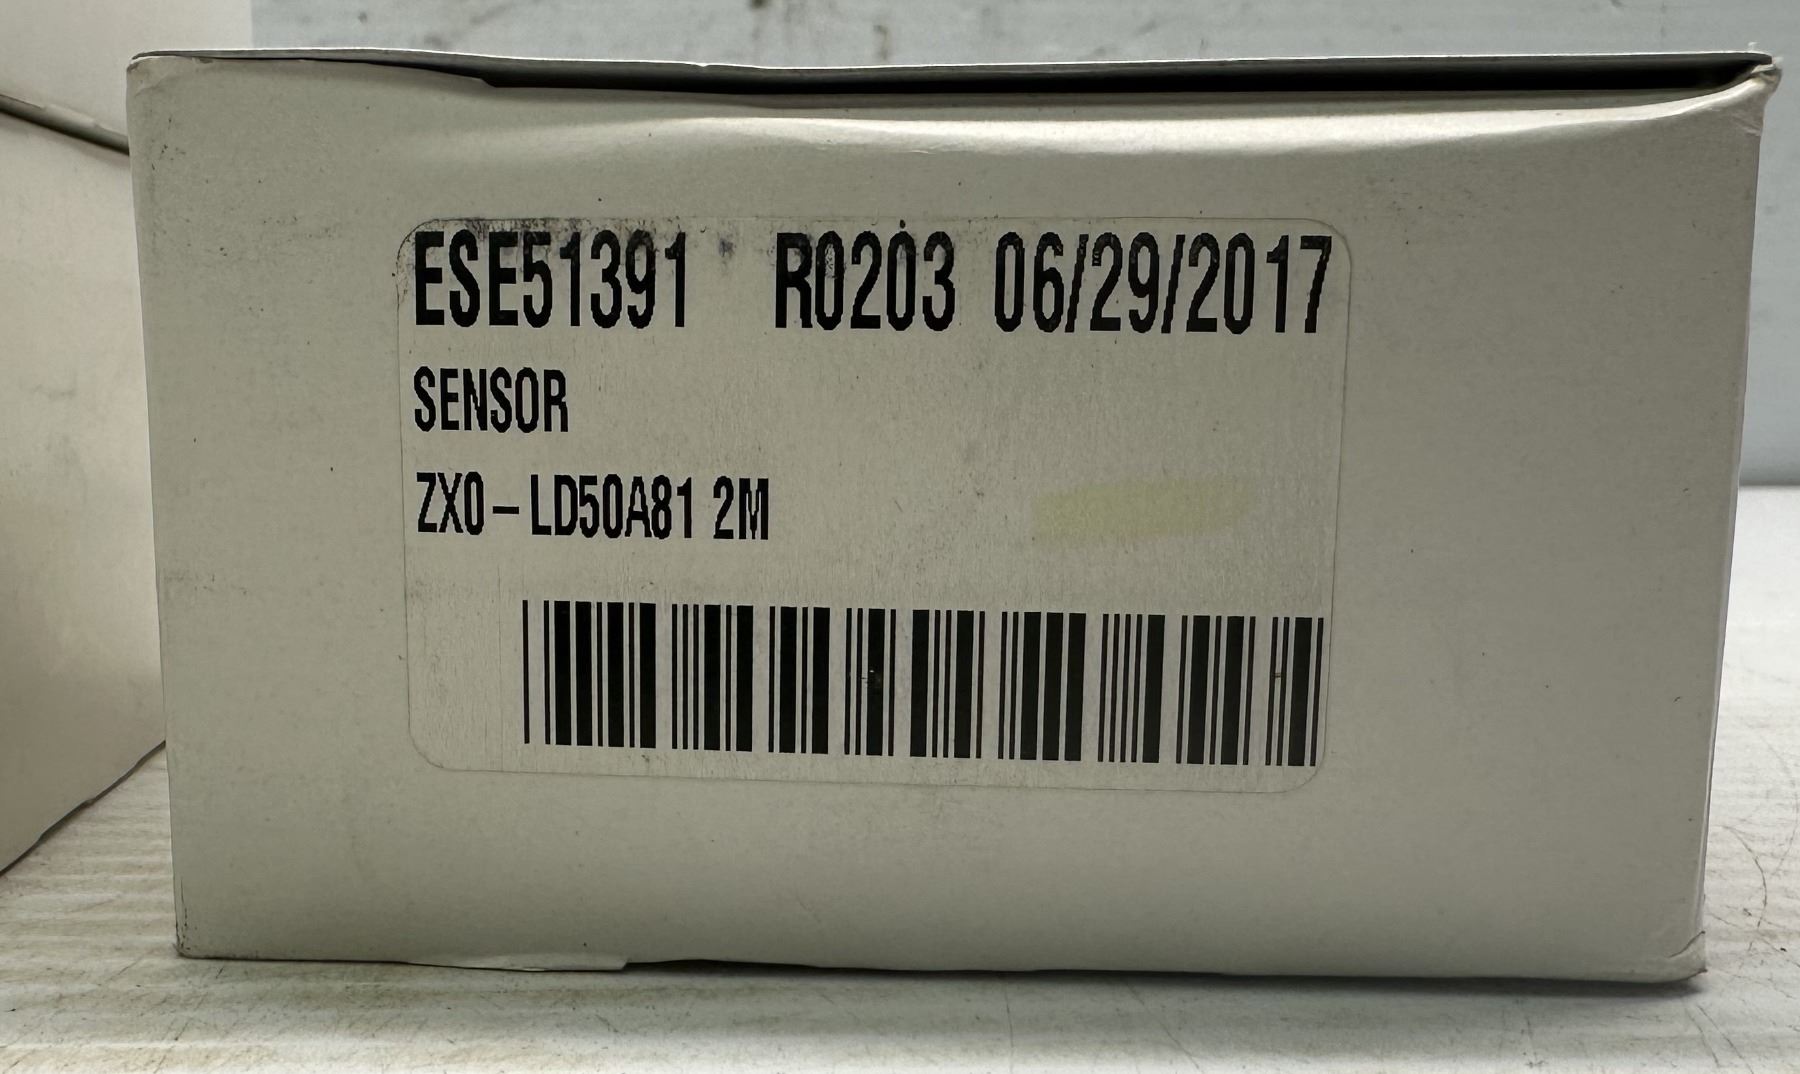 ESE51391 R0203 06/29/2017
SENSOR
ZX0-LD50A81 2M